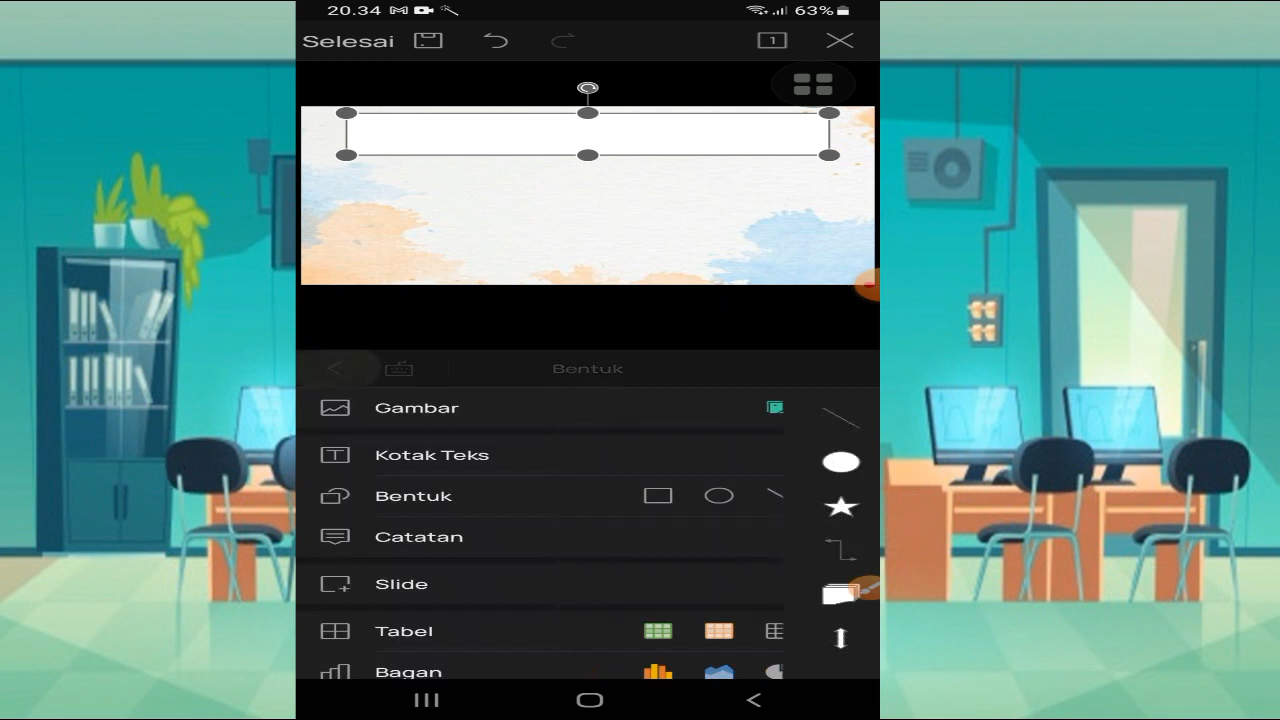 20.34
63%
Selesai
1
Bentuk
Gambar
Kotak Teks
Bentuk
Catatan
Slide
Tabel
Bagan